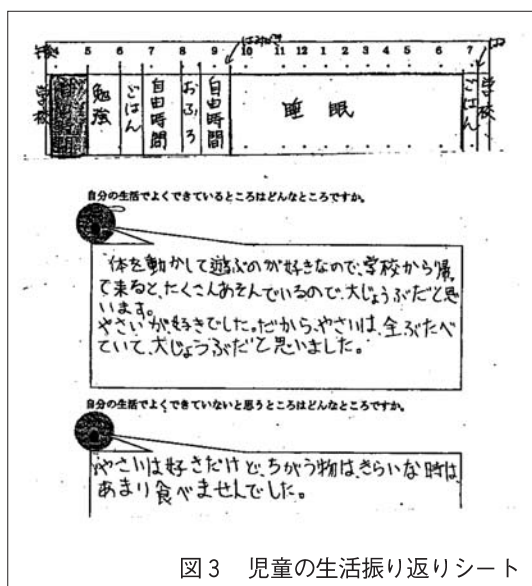 午後4 5 6 7 8 9 10 11 12 1 2 3 4 5 6 7
はみがき
学校
勉強
ごはん
自由時間
おふろ
自由時間
睡眠
ごはん
学校
自分の生活でよくできているところはどんなところですか。
体を動かして遊ぶのが好きなので、学校から帰っ
て来ると、たくさんあそんでいるので、大じょうぶだと思
います。
やさいが、好きでした。だから、やさいは、全ぶたべ
ていて、大じょうぶだと思いました。
自分の生活でよくできていないと思うところはどんなところですか。
やさいは好きだけど、ちがう物は、きらいな時は、
あまり食べませんでした。
図3 児童の生活振り返りシート